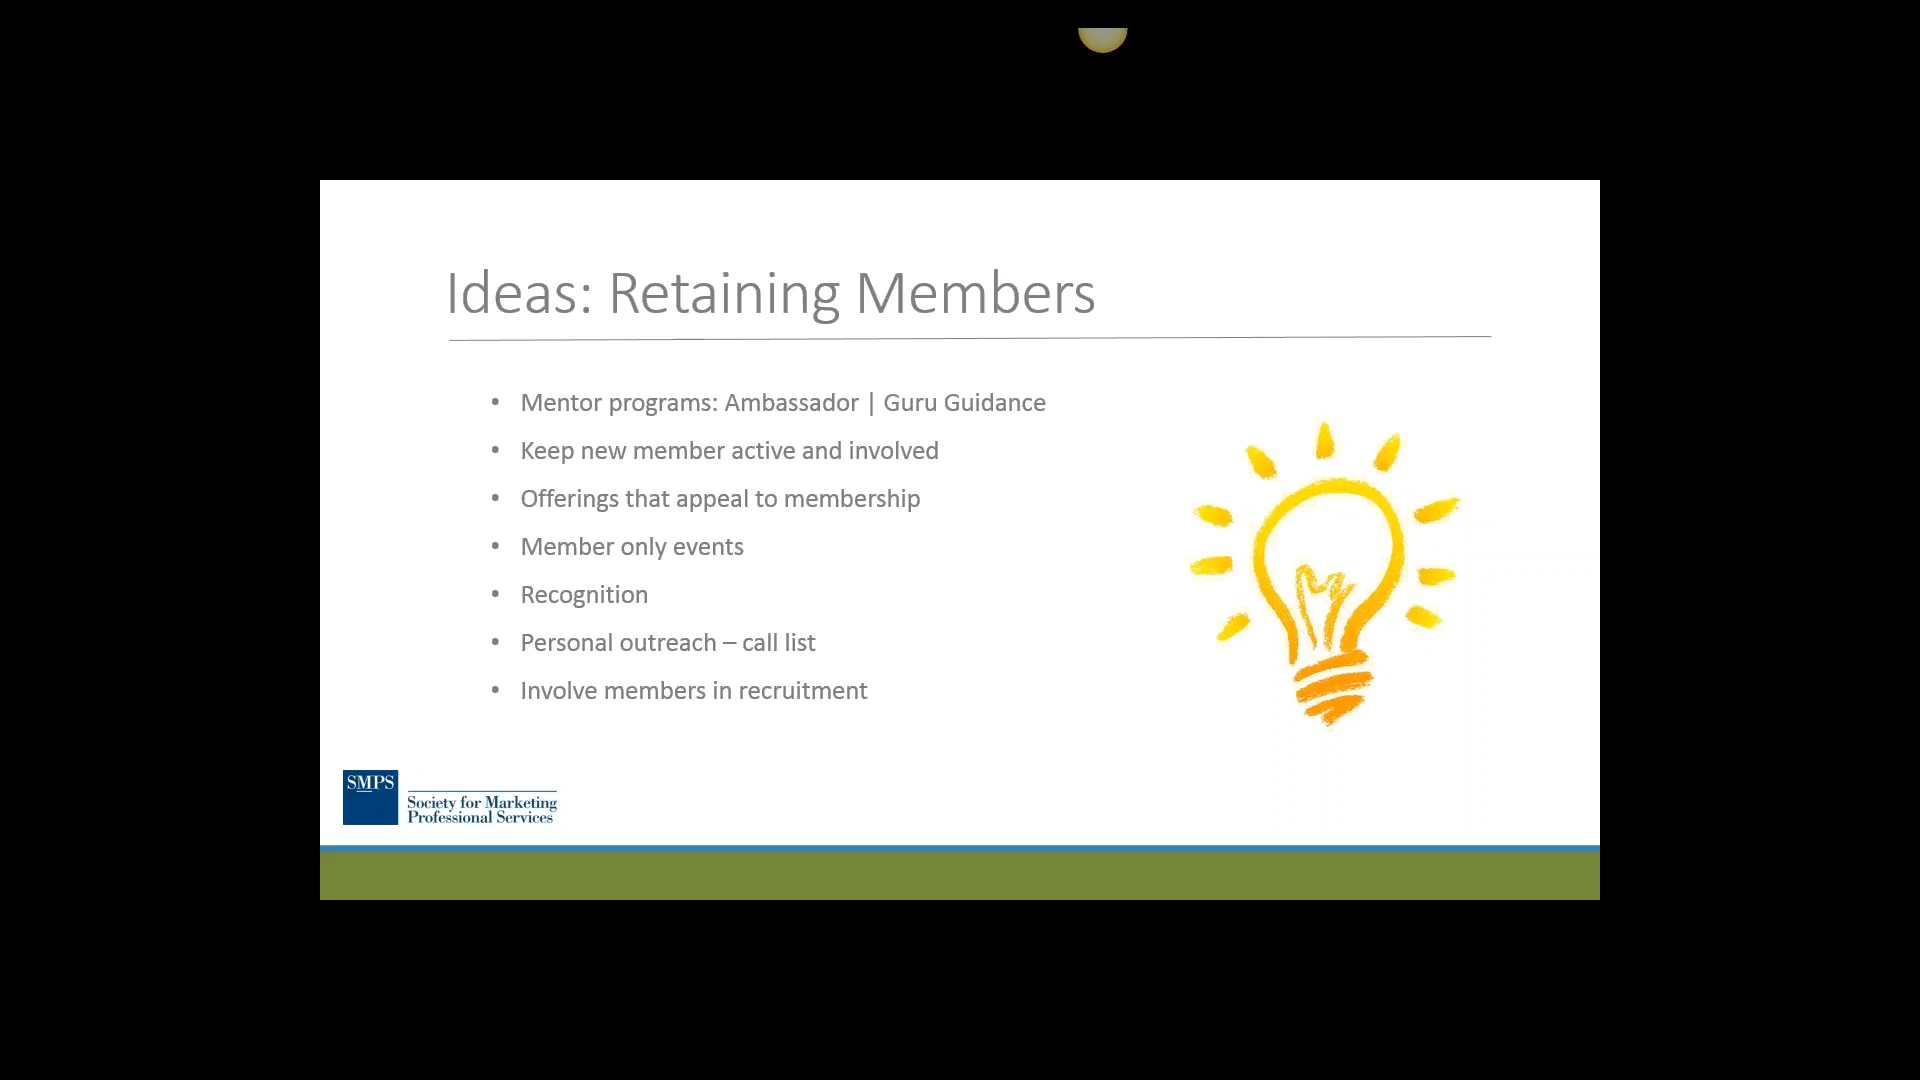 Ideas: Retaining Members
• Mentor programs: Ambassador | Guru Guidance
• Keep new member active and involved
• Offerings that appeal to membership
• Member only events
• Recognition
• Personal outreach – call list
• Involve members in recruitment
SMPS
Society for Marketing
Professional Services